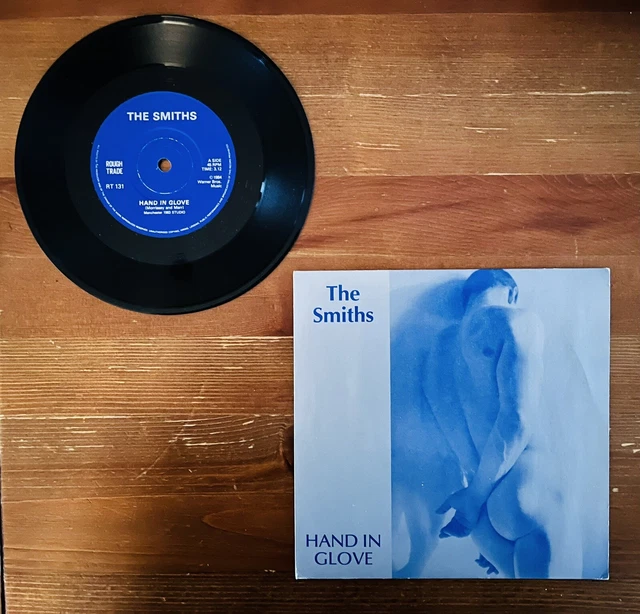 THE SMITHS
ROUGH
TRADE
RT 131
A SIDE
45 RPM
TIME: 3.12
℗ 1984
Warner Bros.
Music
HAND IN GLOVE
(Morrissey and Marr)
Manchester 1983 STUDIO
The
Smiths
HAND IN
GLOVE